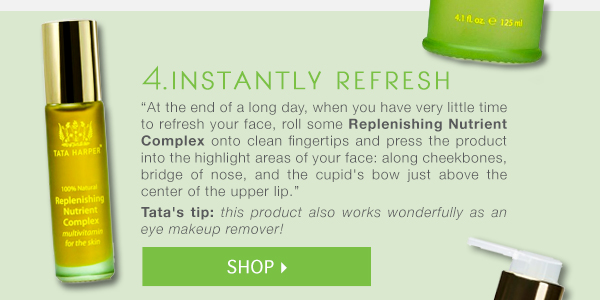 4.1 fl. oz. ℮ 125 ml
4.INSTANTLY REFRESH
“At the end of a long day, when you have very little time
to refresh your face, roll some Replenishing Nutrient
Complex onto clean fingertips and press the product
into the highlight areas of your face: along cheekbones,
bridge of nose, and the cupid's bow just above the
center of the upper lip.”
Tata's tip: this product also works wonderfully as an
eye makeup remover!
SHOP
TATA HARPER
100% Natural
Replenishing
Nutrient
Complex
multivitamin
for the skin